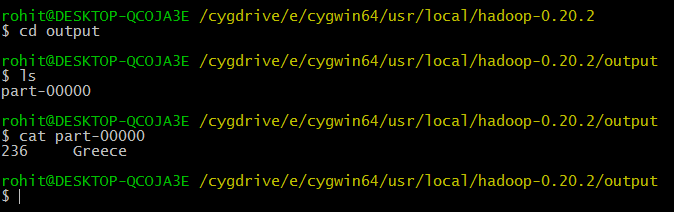 rohit@DESKTOP-QCOJA3E /cygdrive/e/cygwin64/usr/local/hadoop-0.20.2
$ cd output
rohit@DESKTOP-QCOJA3E /cygdrive/e/cygwin64/usr/local/hadoop-0.20.2/output
$ ls
part-00000
rohit@DESKTOP-QCOJA3E /cygdrive/e/cygwin64/usr/local/hadoop-0.20.2/output
$ cat part-00000
236     Greece
rohit@DESKTOP-QCOJA3E /cygdrive/e/cygwin64/usr/local/hadoop-0.20.2/output
$